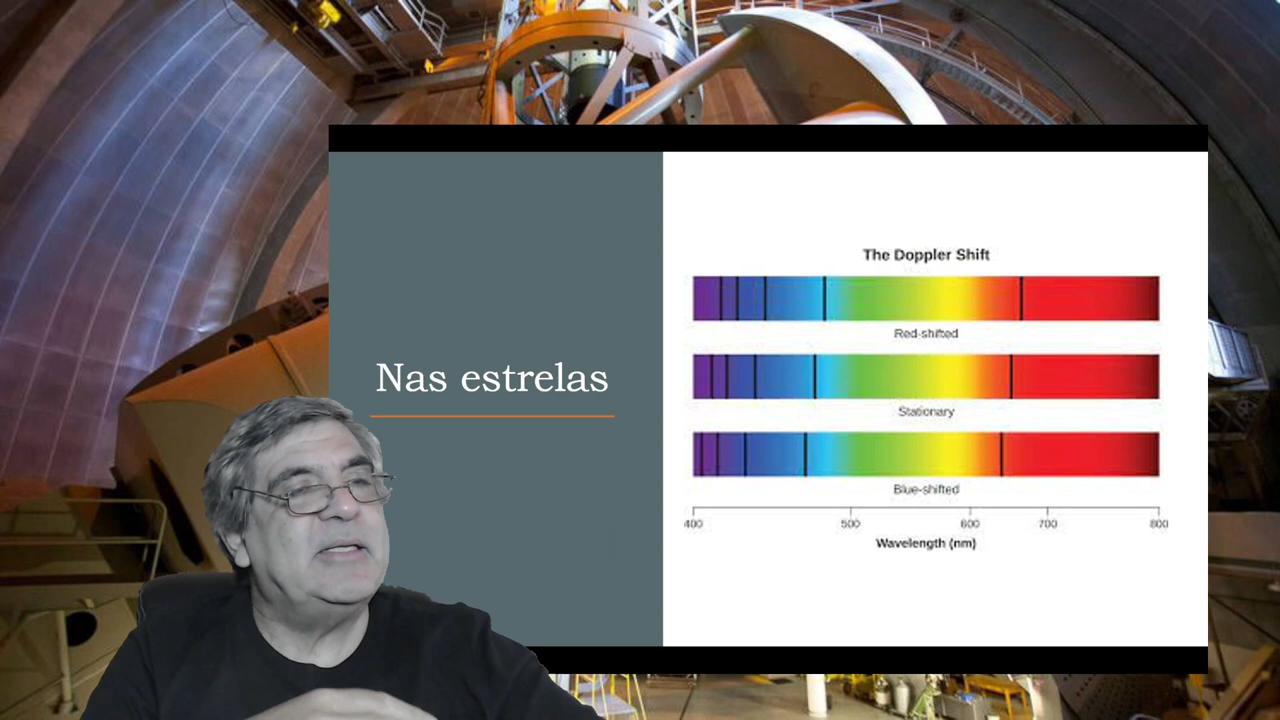 Nas estrelas
The Doppler Shift
Red-shifted
Stationary
Blue-shifted
400 500 600 700 800
Wavelength (nm)